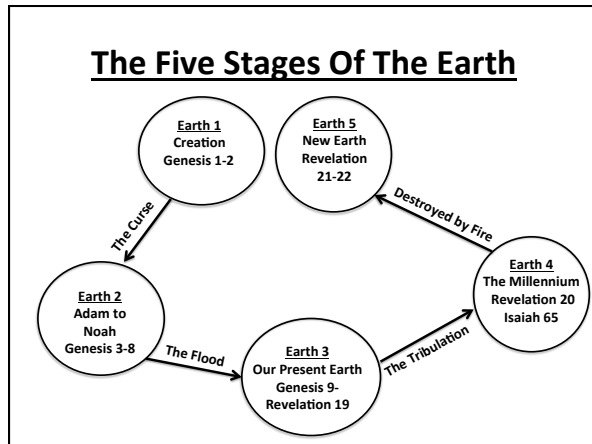 The Five Stages Of The Earth
Earth 1
Creation
Genesis 1-2
Earth 5
New Earth
Revelation
21-22
The Curse
Destroyed by Fire
Earth 2
Adam to
Noah
Genesis 3-8
Earth 4
The Millennium
Revelation 20
Isaiah 65
The Flood
Earth 3
Our Present Earth
Genesis 9-
Revelation 19
The Tribulation